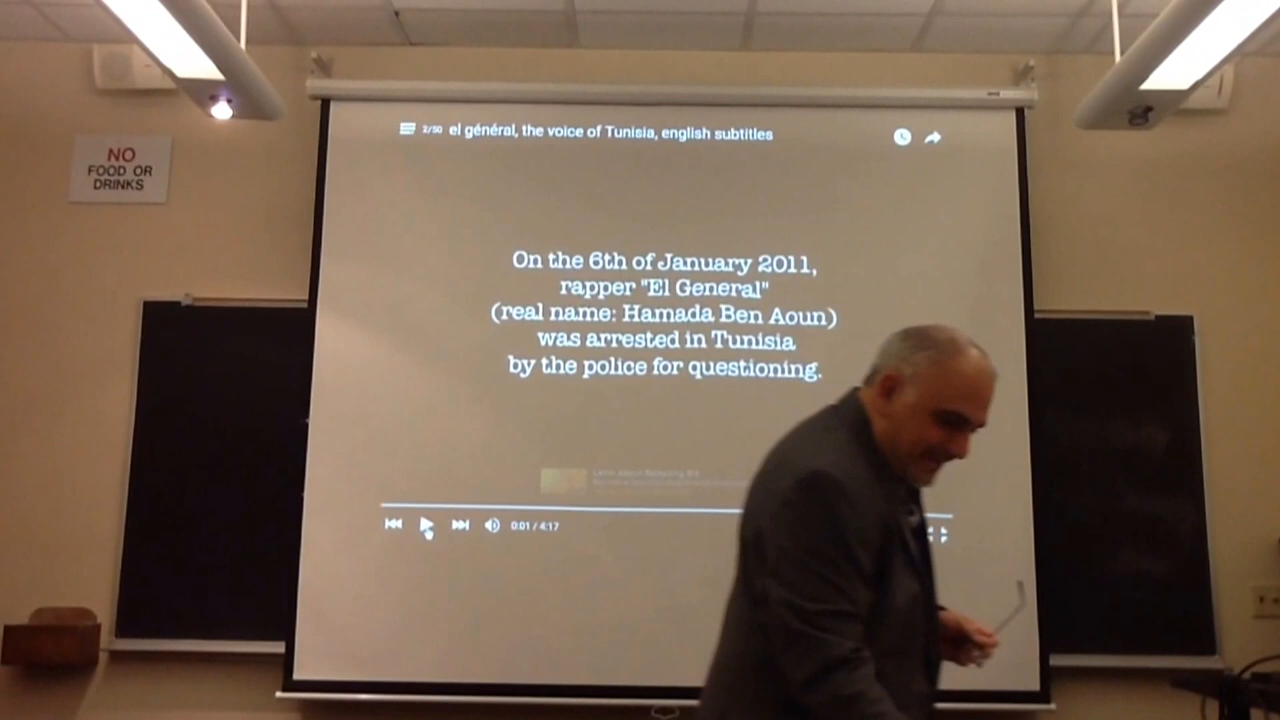 2/50 el général, the voice of Tunisia, english subtitles
NO
FOOD OR
DRINKS
On the 6th of January 2011,
rapper "El General"
(real name: Hamada Ben Aoun)
was arrested in Tunisia
by the police for questioning.
0:01 / 4:17